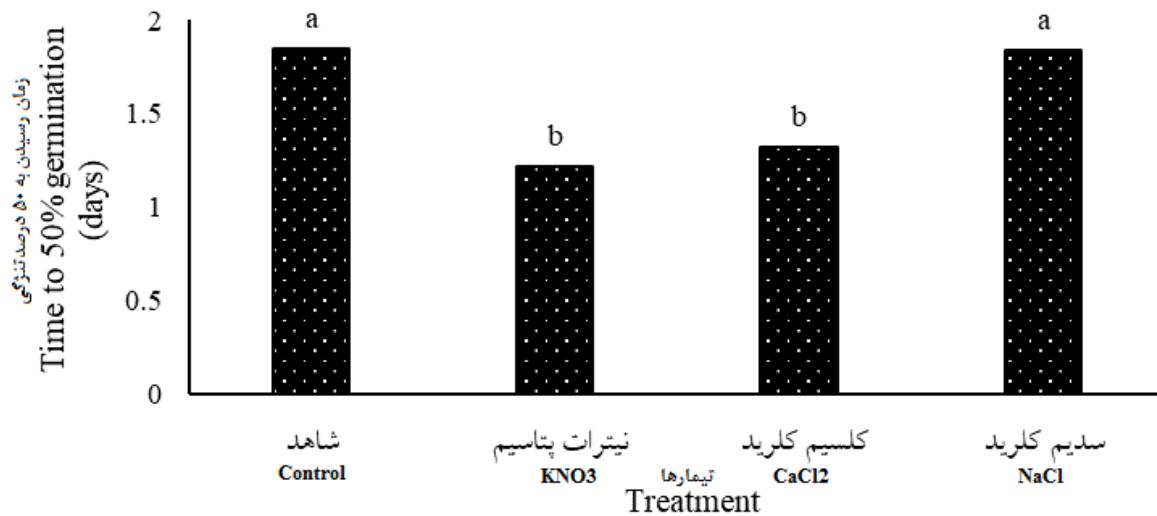 زمان رسیدن به ۵۰ درصد تنژگی
Time to 50% germination
(days)
2
1.5
1
0.5
0
a
b
b
a
شاهد
Control
نیترات پتاسیم
KNO3
کلسیم کلرید
CaCl2
سدیم کلرید
NaCl
تیمارها
Treatment